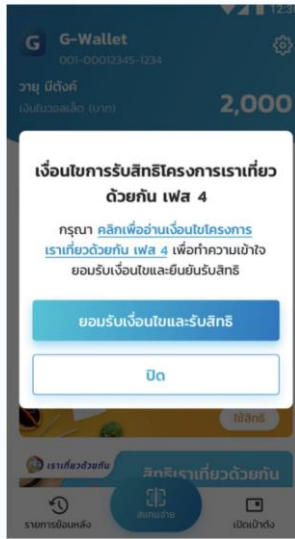 12:3
G G-Wallet
001-00012345-1234
วายุ มีตังค์
เงินในวอลเล็ต (บาท)
2,000
เงื่อนไขการรับสิทธิโครงการเราเที่ยว
ด้วยกัน เฟส 4
กรุณา คลิกเพื่ออ่านเงื่อนไขโครงการ
เราเที่ยวด้วยกัน เฟส 4 เพื่อทำความเข้าใจ
ยอมรับเงื่อนไขและยืนยันรับสิทธิ
ยอมรับเงื่อนไขและรับสิทธิ
ปิด
ใช้สิทธิ
เราเที่ยวด้วยกัน
สิทธิเราเที่ยวด้วยกัน
รายการย้อนหลัง
สแกนจ่าย
เปิดเป๋าตัง